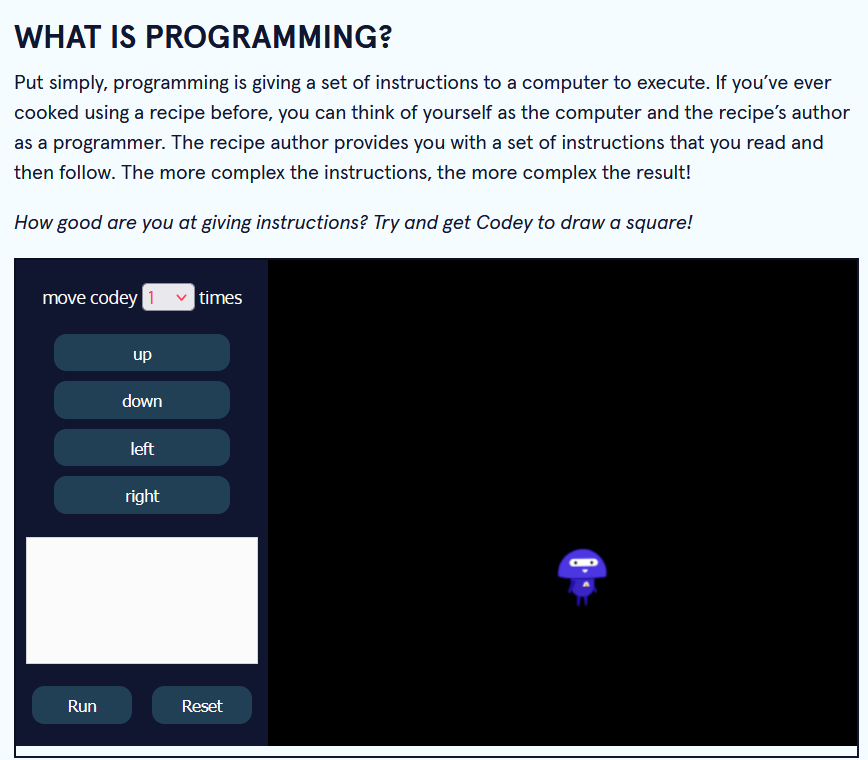 WHAT IS PROGRAMMING?
Put simply, programming is giving a set of instructions to a computer to execute. If you’ve ever
cooked using a recipe before, you can think of yourself as the computer and the recipe’s author
as a programmer. The recipe author provides you with a set of instructions that you read and
then follow. The more complex the instructions, the more complex the result!
How good are you at giving instructions? Try and get Codey to draw a square!
move codey 1 times
up
down
left
right
Run Reset